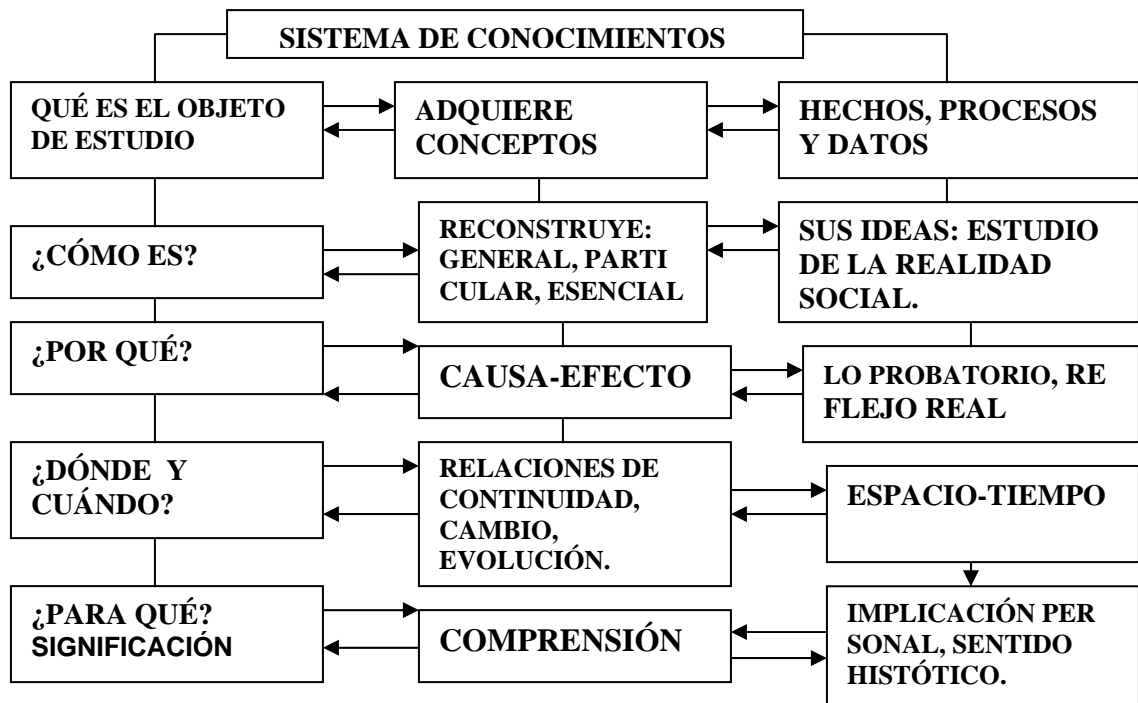 SISTEMA DE CONOCIMIENTOS
QUÉ ES EL OBJETO
DE ESTUDIO
ADQUIERE
CONCEPTOS
HECHOS, PROCESOS
Y DATOS
¿CÓMO ES?
RECONSTRUYE:
GENERAL, PARTI
CULAR, ESENCIAL
SUS IDEAS: ESTUDIO
DE LA REALIDAD
SOCIAL.
¿POR QUÉ?
CAUSA-EFECTO
LO PROBATORIO, RE
FLEJO REAL
¿DÓNDE Y
CUÁNDO?
RELACIONES DE
CONTINUIDAD,
CAMBIO,
EVOLUCIÓN.
ESPACIO-TIEMPO
¿PARA QUÉ?
SIGNIFICACIÓN
COMPRENSIÓN
IMPLICACIÓN PER
SONAL, SENTIDO
HISTÓTICO.